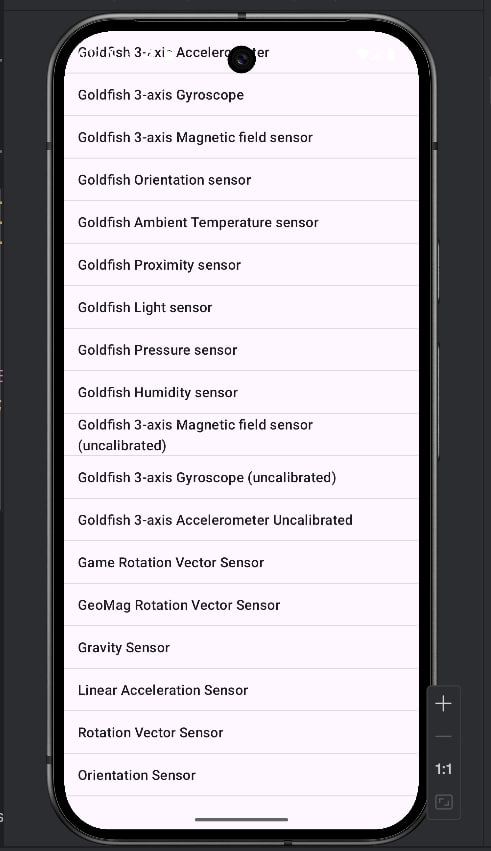 Goldfish 3-axis Accelerometer
Goldfish 3-axis Gyroscope
Goldfish 3-axis Magnetic field sensor
Goldfish Orientation sensor
Goldfish Ambient Temperature sensor
Goldfish Proximity sensor
Goldfish Light sensor
Goldfish Pressure sensor
Goldfish Humidity sensor
Goldfish 3-axis Magnetic field sensor
(uncalibrated)
Goldfish 3-axis Gyroscope (uncalibrated)
Goldfish 3-axis Accelerometer Uncalibrated
Game Rotation Vector Sensor
GeoMag Rotation Vector Sensor
Gravity Sensor
Linear Acceleration Sensor
Rotation Vector Sensor
Orientation Sensor
1:1